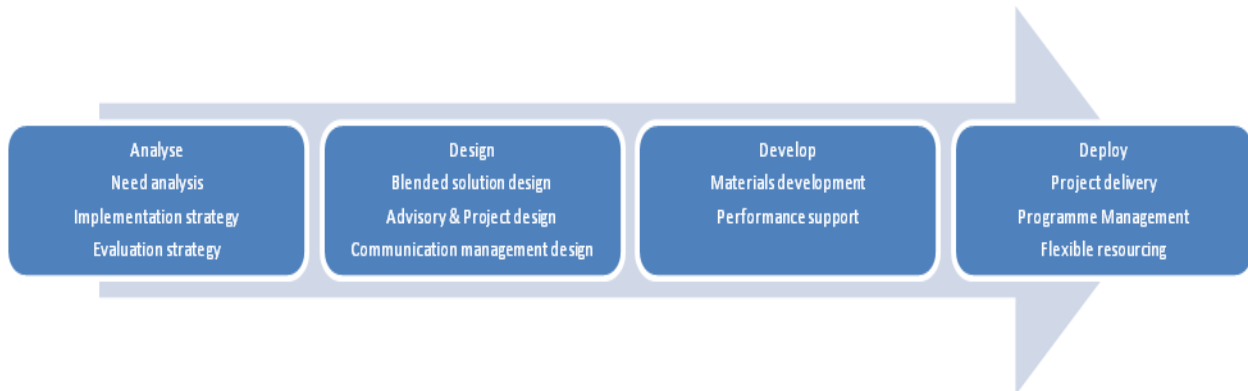 Analyse
Need analysis
Implementation strategy
Evaluation strategy
Design
Blended solution design
Advisory & Project design
Communication management design
Develop
Materials development
Performance support
Deploy
Project delivery
Programme Management
Flexible resourcing